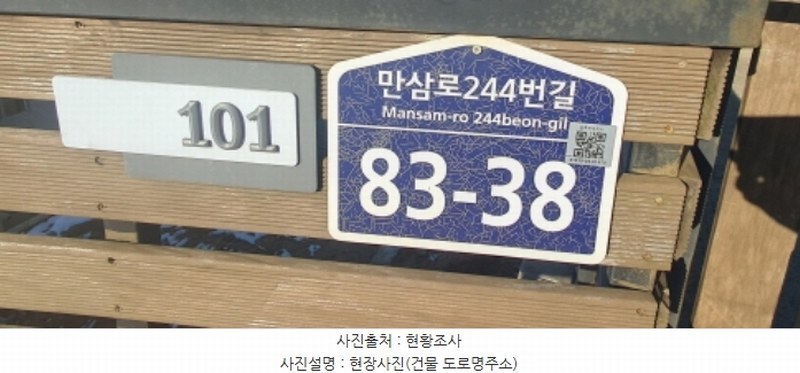 101
만삼로244번길
Mansam-ro 244beon-gil
83-38
사진출처 : 현황조사
사진설명 : 현장사진(건물 도로명주소)